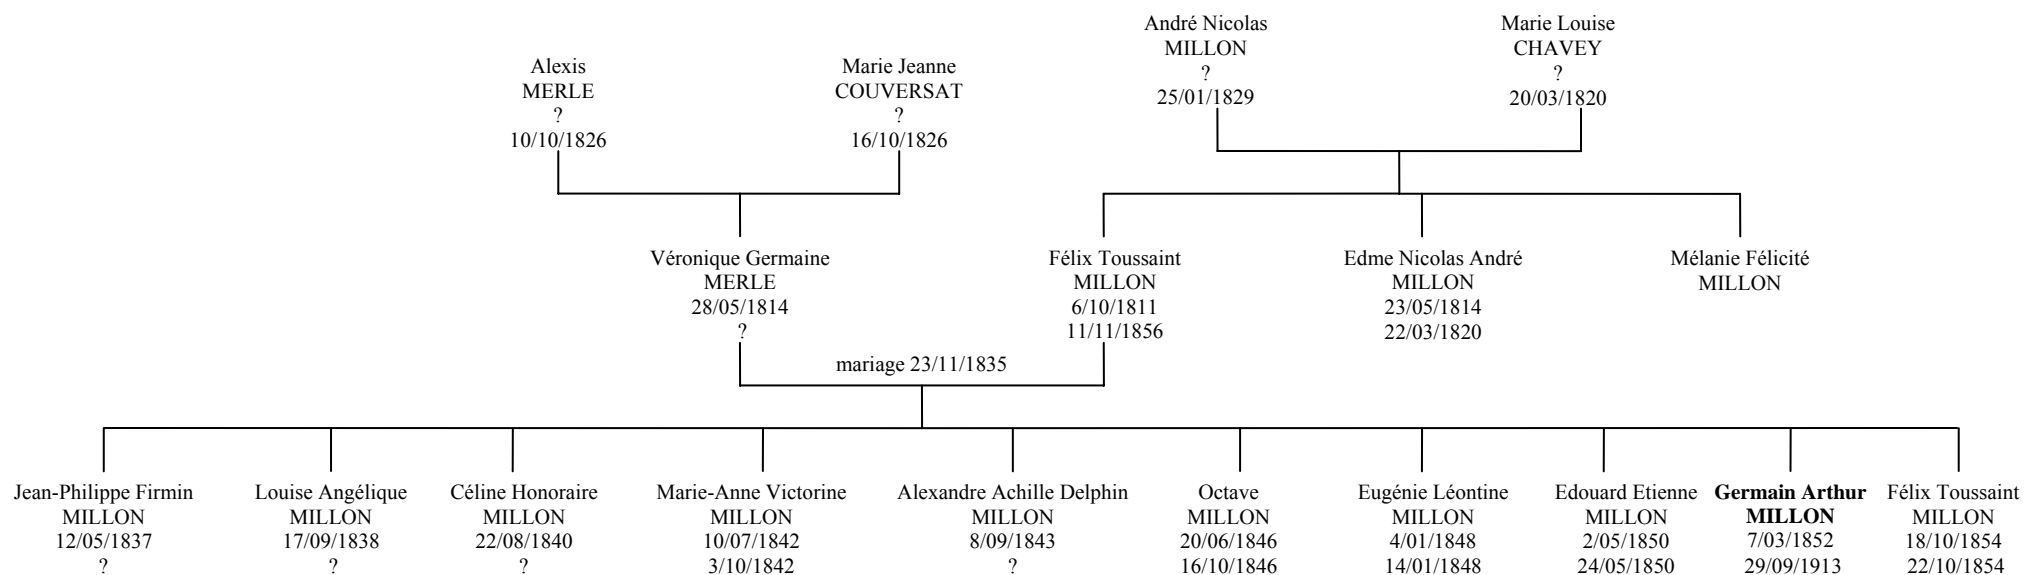 André Nicolas
MILLON
?
25/01/1829
Marie Louise
CHAVEY
?
20/03/1820
Alexis
MERLE
?
10/10/1826
Marie Jeanne
COUVERSAT
?
16/10/1826
Véronique Germaine
MERLE
28/05/1814
?
Félix Toussaint
MILLON
6/10/1811
11/11/1856
Edme Nicolas André
MILLON
23/05/1814
22/03/1820
Mélanie Félicité
MILLON
mariage 23/11/1835
Jean-Philippe Firmin
MILLON
12/05/1837
?
Louise Angélique
MILLON
17/09/1838
?
Céline Honoraire
MILLON
22/08/1840
?
Marie-Anne Victorine
MILLON
10/07/1842
3/10/1842
Alexandre Achille Delphin
MILLON
8/09/1843
?
Octave
MILLON
20/06/1846
16/10/1846
Eugénie Léontine
MILLON
4/01/1848
14/01/1848
Edouard Etienne
MILLON
2/05/1850
24/05/1850
Germain Arthur
MILLON
7/03/1852
29/09/1913
Félix Toussaint
MILLON
18/10/1854
22/10/1854